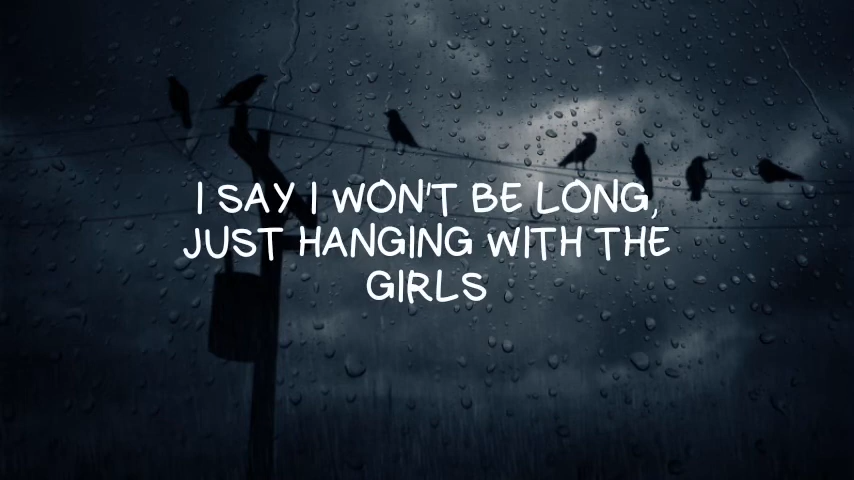 I SAY I WON'T BE LONG,
JUST HANGING WITH THE
GIRLS